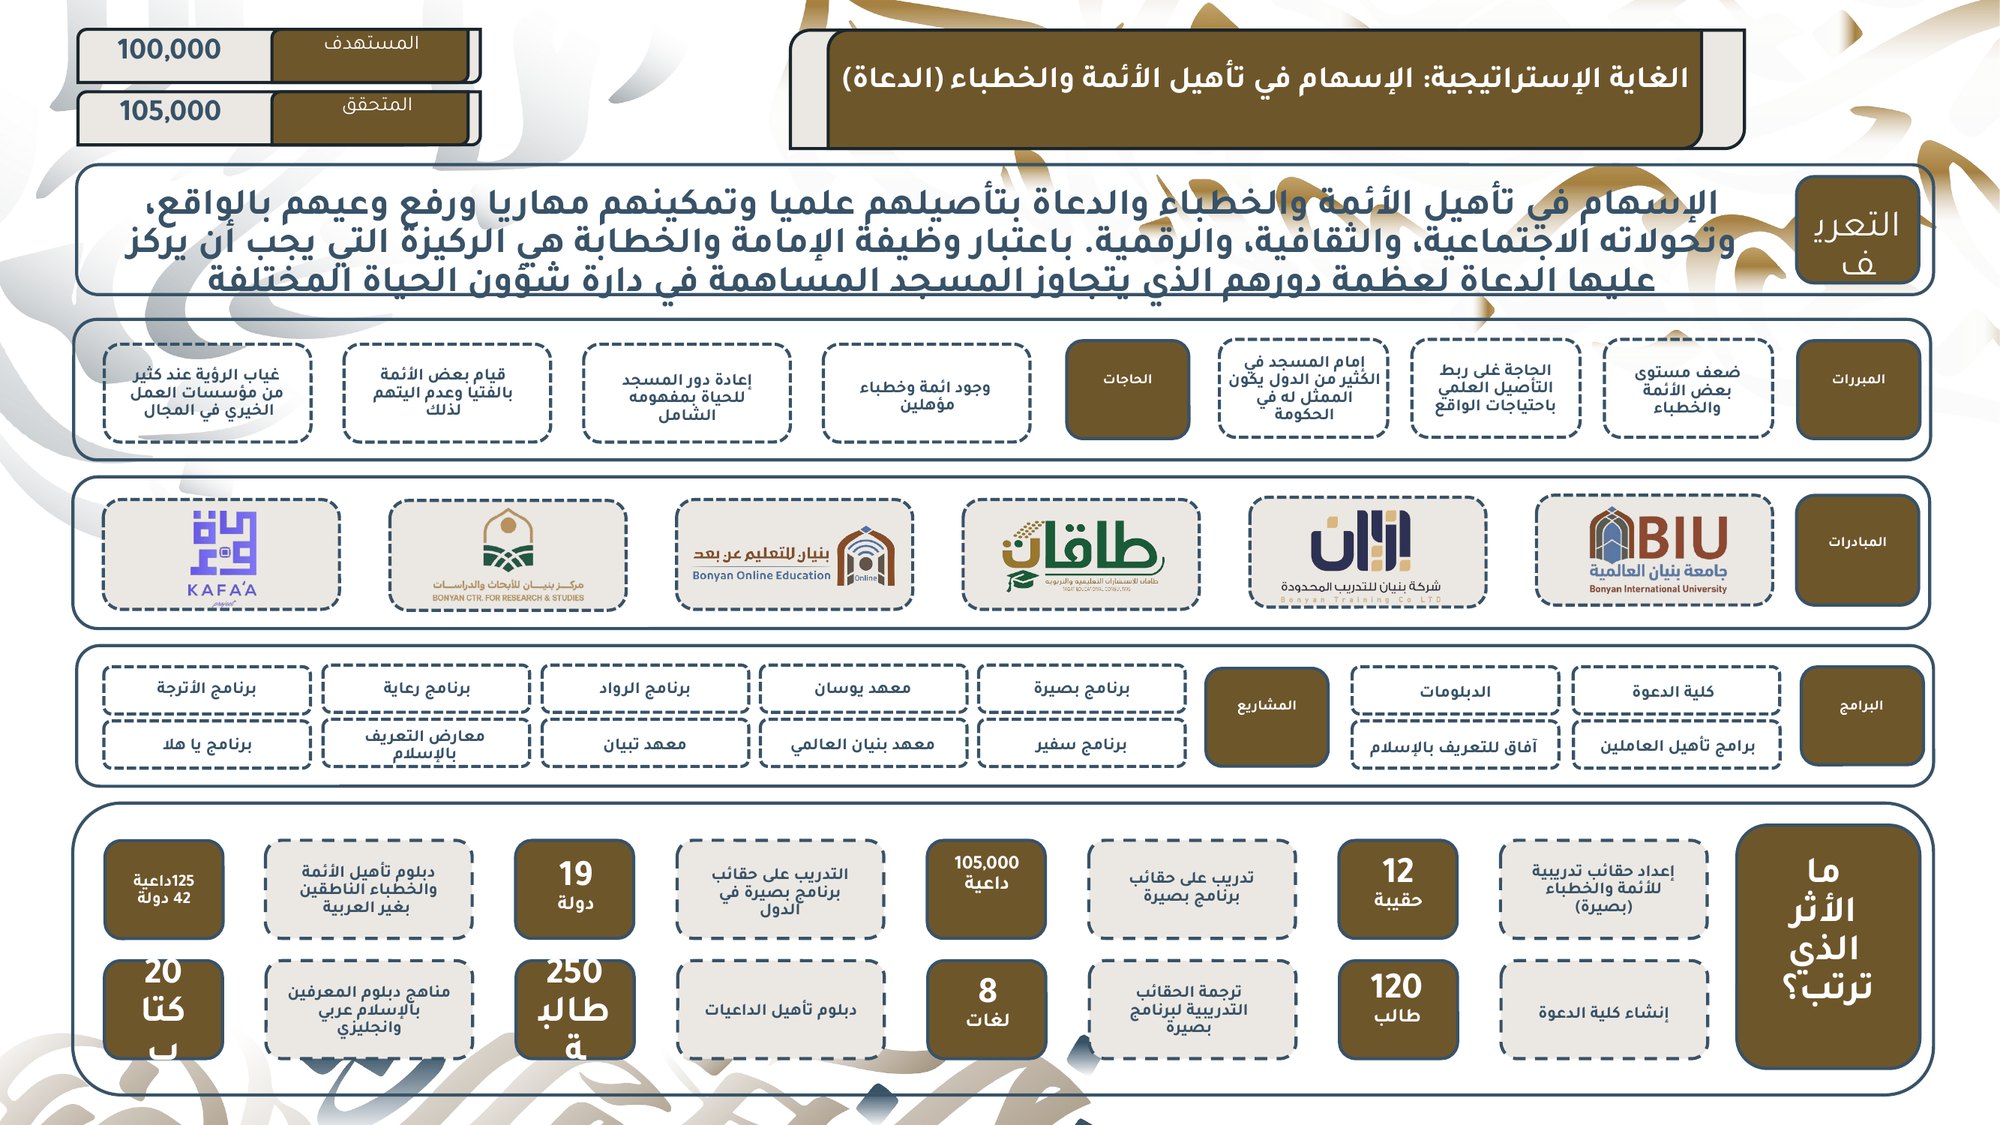 الغاية الإستراتيجية: الإسهام في تأهيل الأئمة والخطباء (الدعاة)
المستهدف
100,000
المتحقق
105,000
التعري
ف
الإسهام في تأهيل الأئمة والخطباء والدعاة بتأصيلهم علميا وتمكينهم مهاريا ورفع وعيهم بالواقع،
وتحولاته الاجتماعية، والثقافية، والرقمية. باعتبار وظيفة الإمامة والخطابة هي الركيزة التي يجب أن يركز
عليها الدعاة لعظمة دورهم الذي يتجاوز المسجد المساهمة في دارة شؤون الحياة المختلفة
المبررات
ضعف مستوى
بعض الأئمة
والخطباء
الحاجة غلى ربط
التأصيل العلمي
باحتياجات الواقع
إمام المسجد في
الكثير من الدول يكون
الممثل له في
الحكومة
الحاجات
وجود ائمة وخطباء
مؤهلين
إعادة دور المسجد
للحياة بمفهومه
الشامل
قيام بعض الأئمة
بالفتيا وعدم اليتهم
لذلك
غياب الرؤية عند كثير
من مؤسسات العمل
الخيري في المجال
المبادرات
BIU
جامعة بنيان العالمية
Bonyan International University
شركة بنيان للتدريب المحدودة
Bonyan Training Co LTD
طاقات
طاقات للاستشارات التعليمية والتربوية
بنيان للتعليم عن بعد
Bonyan Online Education
Online
مركز بنيان للأبحاث والدراسات
BONYAN CTR. FOR RESEARCH & STUDIES
KAFA'A
project
البرامج
كلية الدعوة
الدبلومات
برامج تأهيل العاملين
آفاق للتعريف بالإسلام
المشاريع
برنامج بصيرة
معهد يوسان
برنامج الرواد
برنامج رعاية
برنامج الأترجة
برنامج سفير
معهد بنيان العالمي
معهد تبيان
معارض التعريف
بالإسلام
برنامج يا هلا
ما
الأثر
الذي
ترتب؟
إعداد حقائب تدريبية
للأئمة والخطباء
(بصيرة)
12
حقيبة
تدريب على حقائب
برنامج بصيرة
105,000
داعية
التدريب على حقائب
برنامج بصيرة في
الدول
19
دولة
دبلوم تأهيل الأئمة
والخطباء الناطقين
بغير العربية
125داعية
42 دولة
إنشاء كلية الدعوة
120
طالب
ترجمة الحقائب
التدريبية لبرنامج
بصيرة
8
لغات
دبلوم تأهيل الداعيات
250
طالب
ة
مناهج دبلوم المعرفين
بالإسلام عربي
وانجليزي
20
كتا
ب